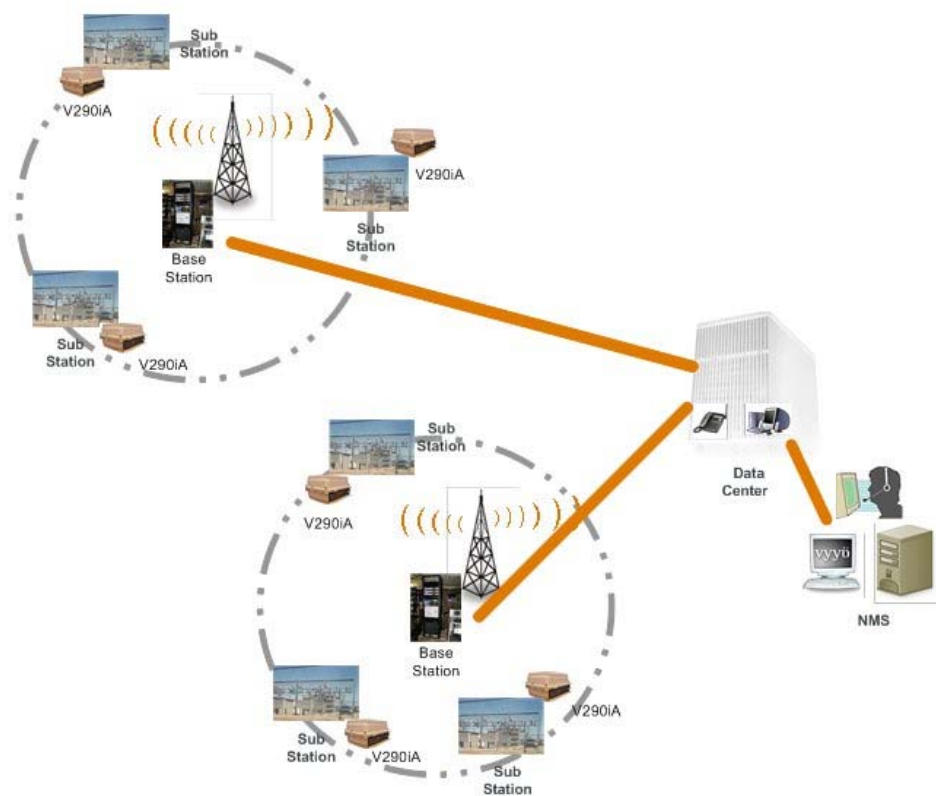 Sub
Station
V290iA
V290iA
Sub
Station
Base
Station
Sub
Station
V290iA
Sub
Station
Data
Center
V290iA
vyyo
NMS
Base
Station
V290iA
Sub
Station
V290iA
Sub
Station